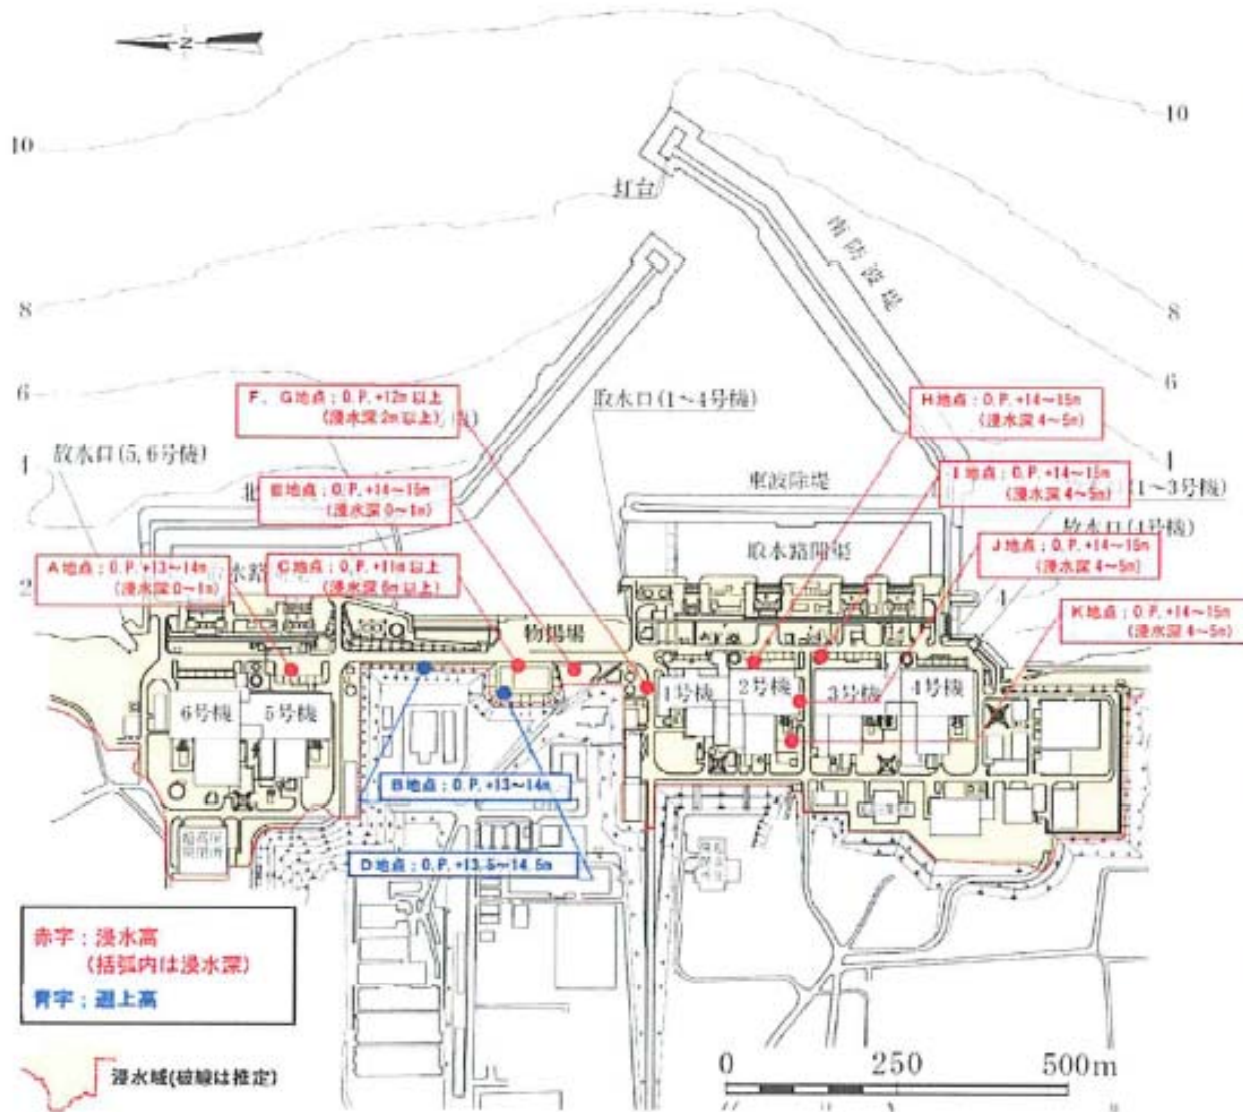 N
10
10
灯台
南防波堤
8
8
6
6
F、G地点：O.P.+12m以上
(浸水深2m以上)
取水口(1～4号機)
H地点：O.P.+14～15m
(浸水深4～5m)
4
4
放水口(5,6号機)
E地点：O.P.+14～15m
(浸水深0～1m)
東波除堤
I地点：O.P.+14～15m
(浸水深4～5m)
(1～3号機)
取水路開渠
放水口(4号機)
A地点：O.P.+13～14m
(浸水深0～1m)
C地点：O.P.+11m以上
(浸水深6m以上)
J地点：O.P.+14～15m
(浸水深4～5m)
2
K地点：O.P.+14～15m
(浸水深4～5m)
物揚場
6号機
5号機
1号機
2号機
3号機
4号機
B地点：O.P.+13～14m
D地点：O.P.+13.5～14.5m
赤字：浸水高
(括弧内は浸水深)
青字：遡上高
浸水域(破線は推定)
0
250
500m